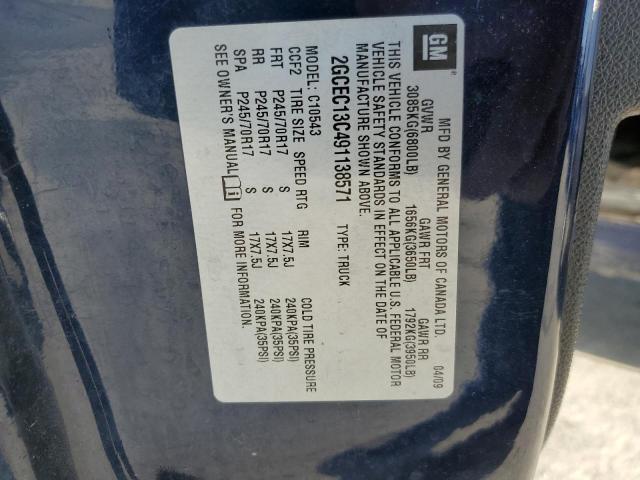 GM®
MFD BY GENERAL MOTORS OF CANADA LTD. 04/09
GVWR GAWR FRT GAWR RR
3085KG(6800LB) 1656KG(3650LB) 1792KG(3950LB)
THIS VEHICLE CONFORMS TO ALL APPLICABLE U.S. FEDERAL MOTOR
VEHICLE SAFETY STANDARDS IN EFFECT ON THE DATE OF
MANUFACTURE SHOWN ABOVE.
2GCEC13C491138571 TYPE: TRUCK
MODEL: C10543
CCF2 TIRE SIZE SPEED RTG RIM COLD TIRE PRESSURE
FRT P245/70R17 S 17X7.5J 240KPA(35PSI)
RR P245/70R17 S 17X7.5J 240KPA(35PSI)
SPA P245/70R17 S 17X7.5J 240KPA(35PSI)
SEE OWNER'S MANUAL i FOR MORE INFORMATION.